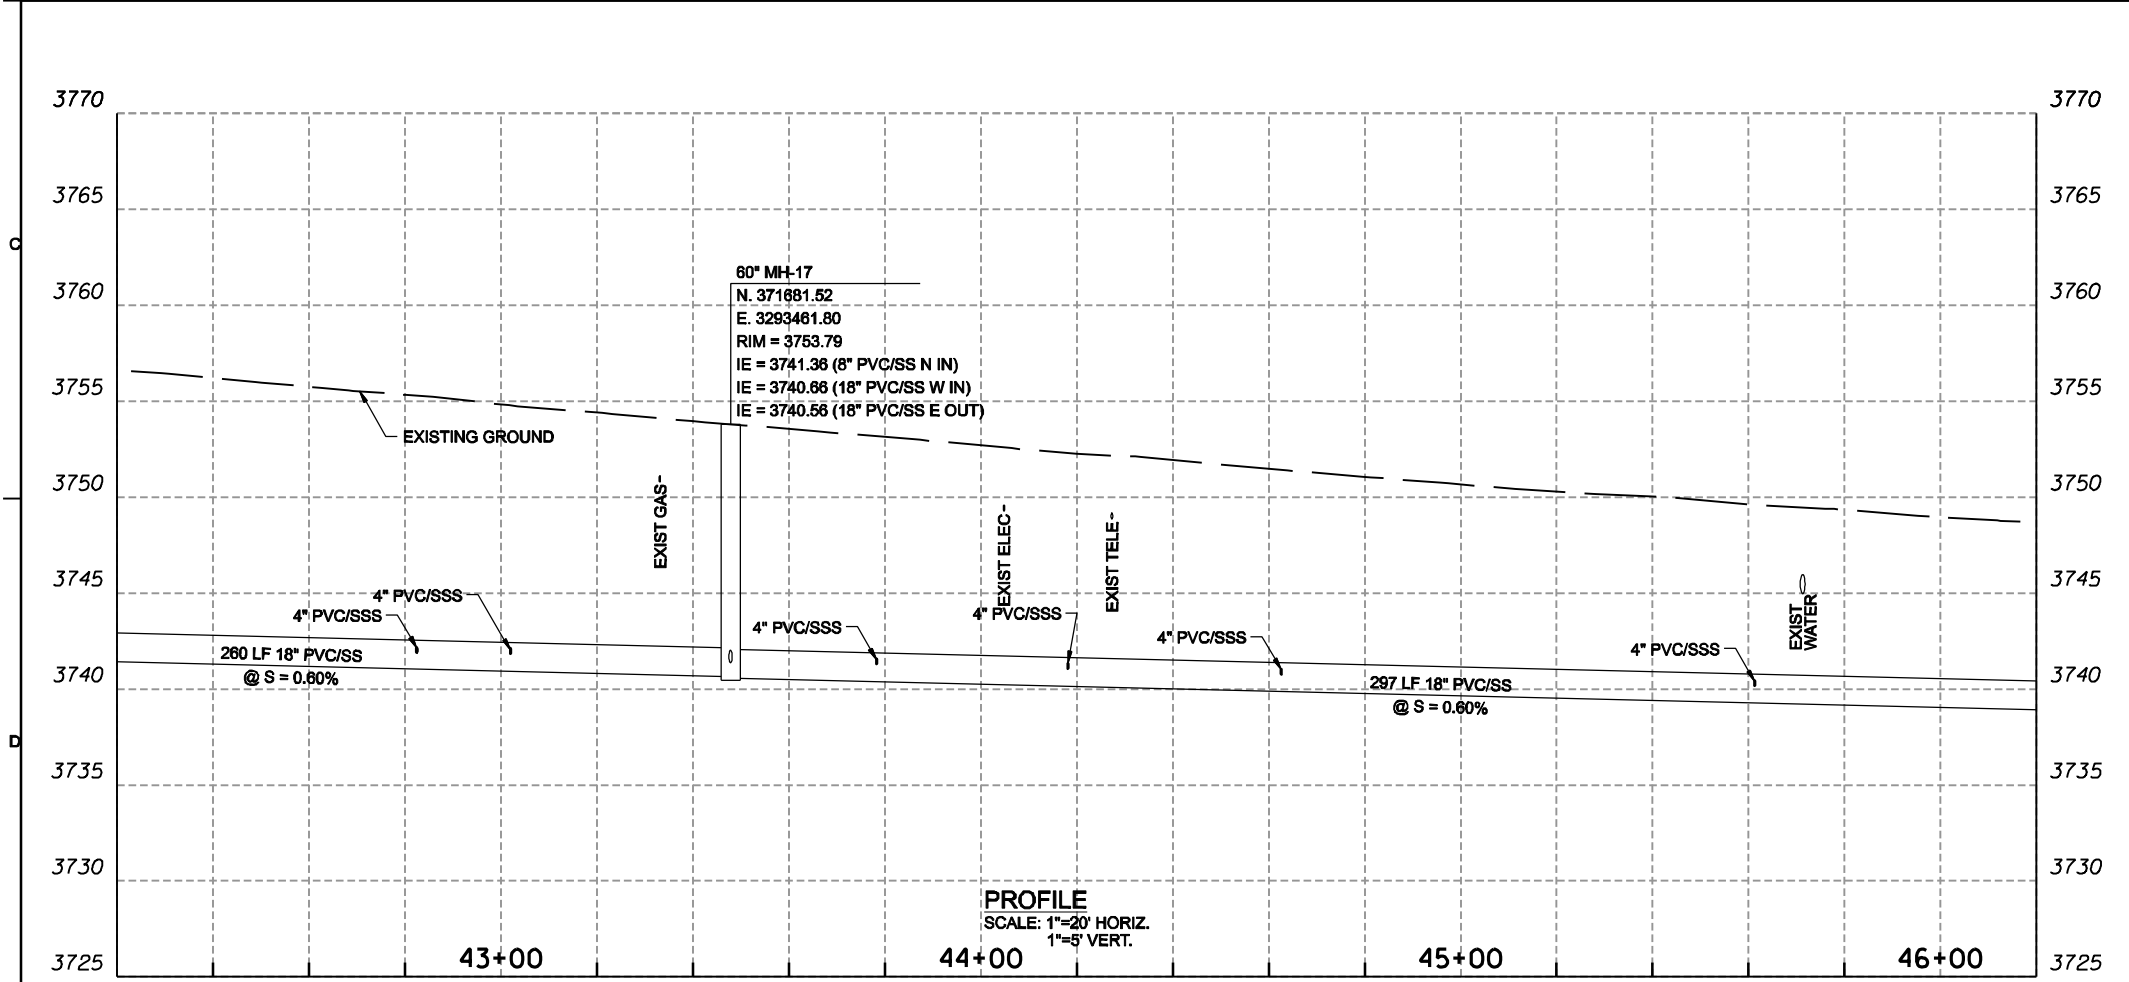 3770
3770
3765
3765
C
60" MH-17
3760
3760
N. 371681.52
E. 3293461.80
RIM = 3753.79
IE = 3741.36 (8" PVC/SS N IN)
3755
3755
IE = 3740.66 (18" PVC/SS W IN)
IE = 3740.56 (18" PVC/SS E OUT)
EXISTING GROUND
3750
3750
EXIST GAS
EXIST ELEC
EXIST TELE
3745
3745
4" PVC/SSS
4" PVC/SSS
4" PVC/SSS
4" PVC/SSS
4" PVC/SSS
4" PVC/SSS
EXIST
WATER
260 LF 18" PVC/SS
@ S = 0.60%
3740
3740
297 LF 18" PVC/SS
@ S = 0.60%
D
3735
3735
3730
3730
PROFILE
SCALE: 1"=20' HORIZ.
1"=5' VERT.
3725
43+00
44+00
45+00
46+00
3725